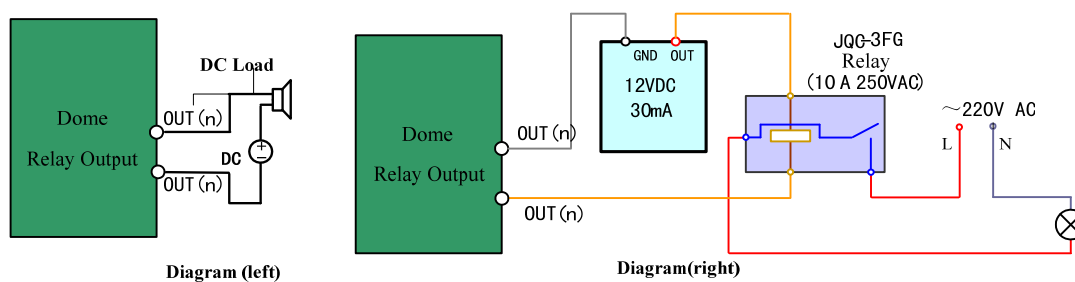 Dome
Relay Output
DC Load
OUT(n)
DC
OUT(n)
Diagram (left)
Dome
Relay Output
OUT(n)
OUT(n)
GND OUT
12VDC
30mA
JQC-3FG
Relay
(10 A 250VAC)
~220V AC
L N
Diagram(right)